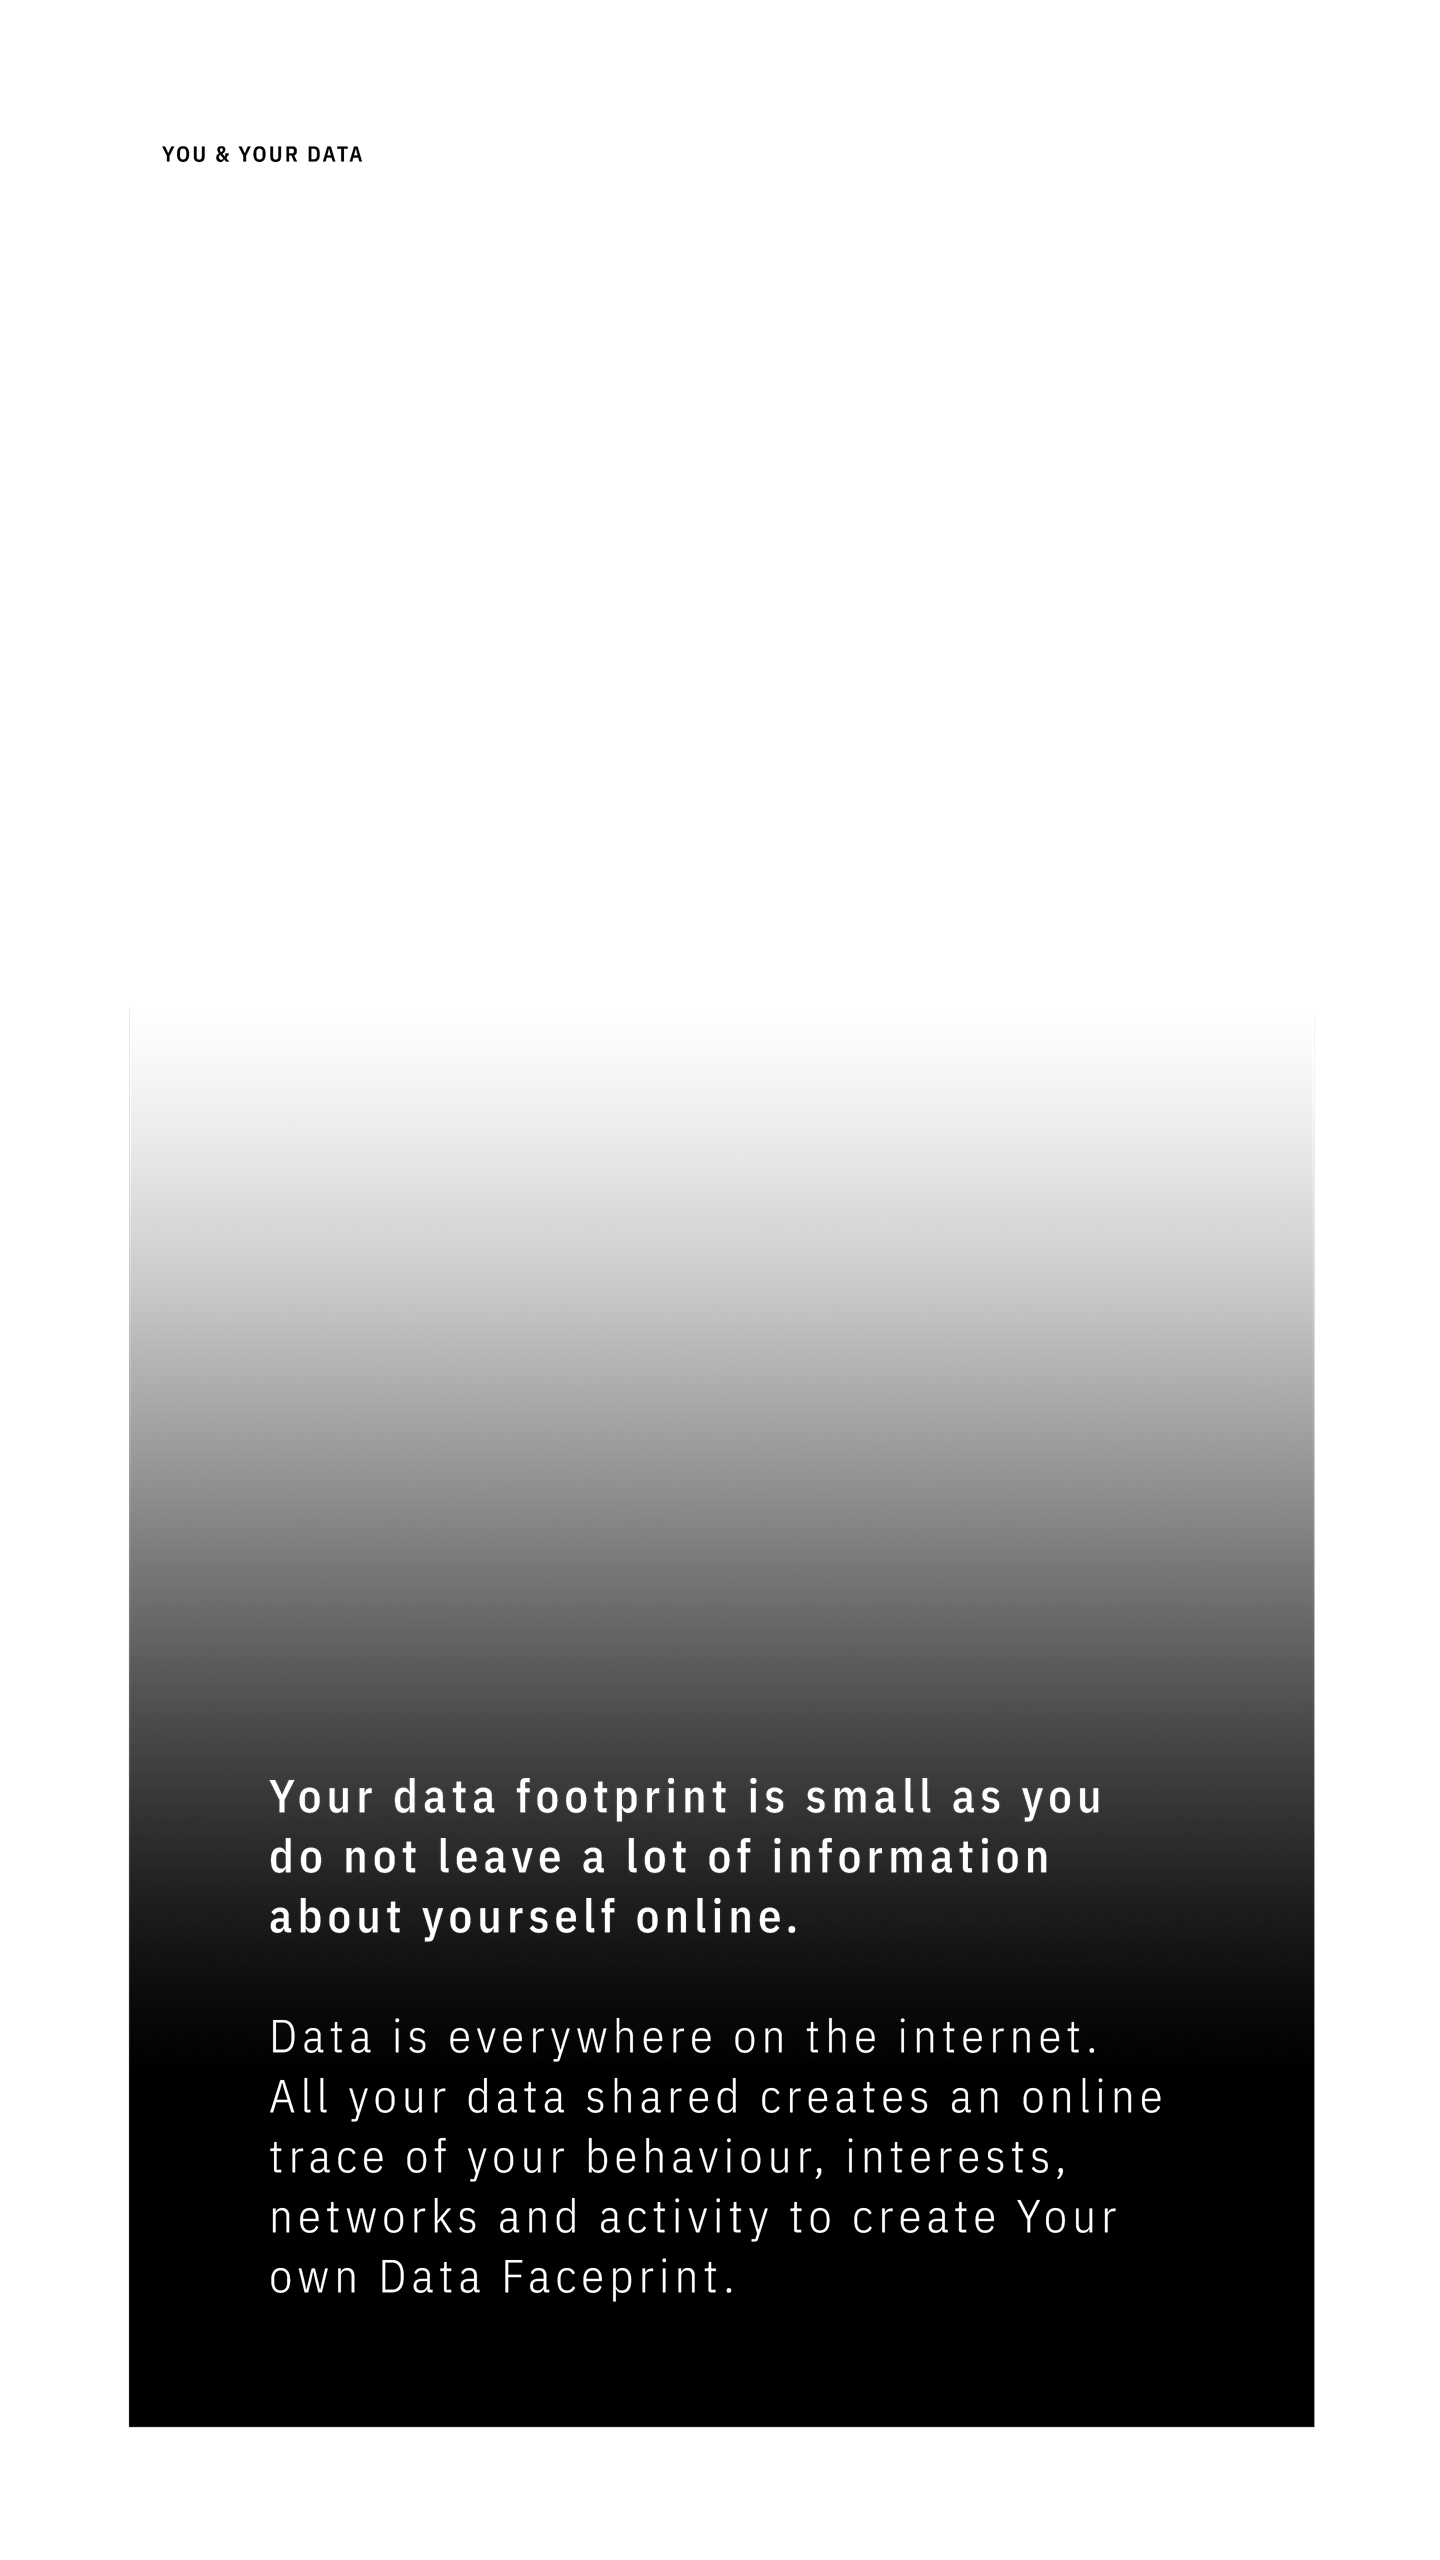 YOU & YOUR DATA
Your data footprint is small as you
do not leave a lot of information
about yourself online.
Data is everywhere on the internet.
All your data shared creates an online
trace of your behaviour, interests,
networks and activity to create Your
own Data Faceprint.